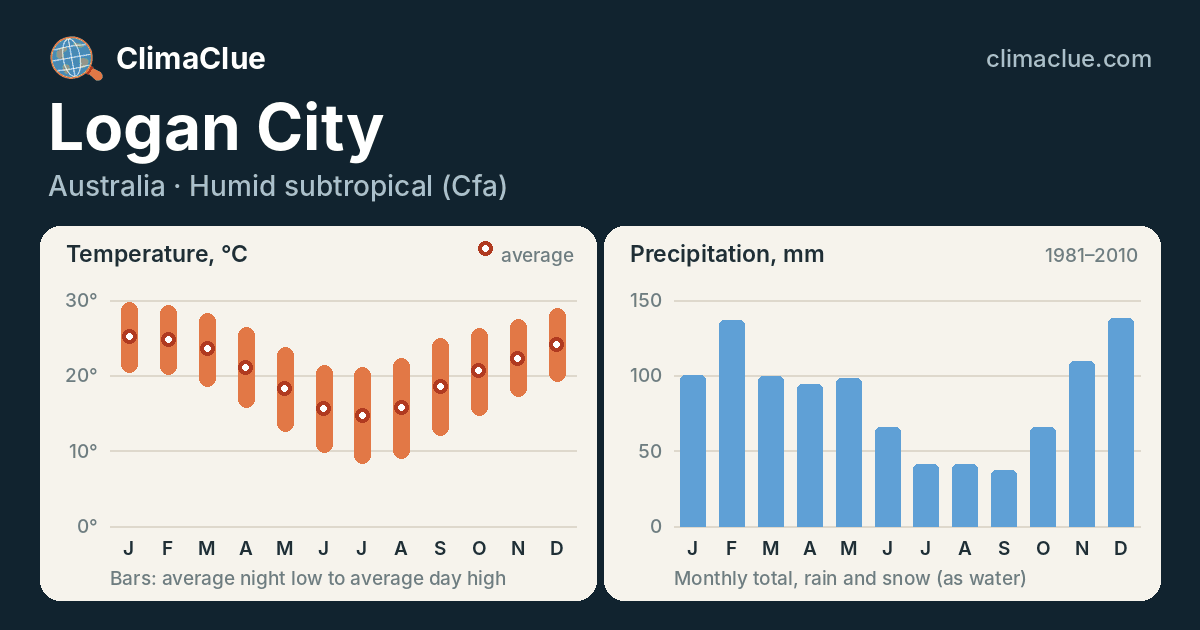 ClimaClue
climaclue.com
Logan City
Australia · Humid subtropical (Cfa)
Temperature, °C
average
30°
20°
10°
0°
J F M A M J J A S O N D
Bars: average night low to average day high
Precipitation, mm
1981–2010
150
100
50
0
J F M A M J J A S O N D
Monthly total, rain and snow (as water)